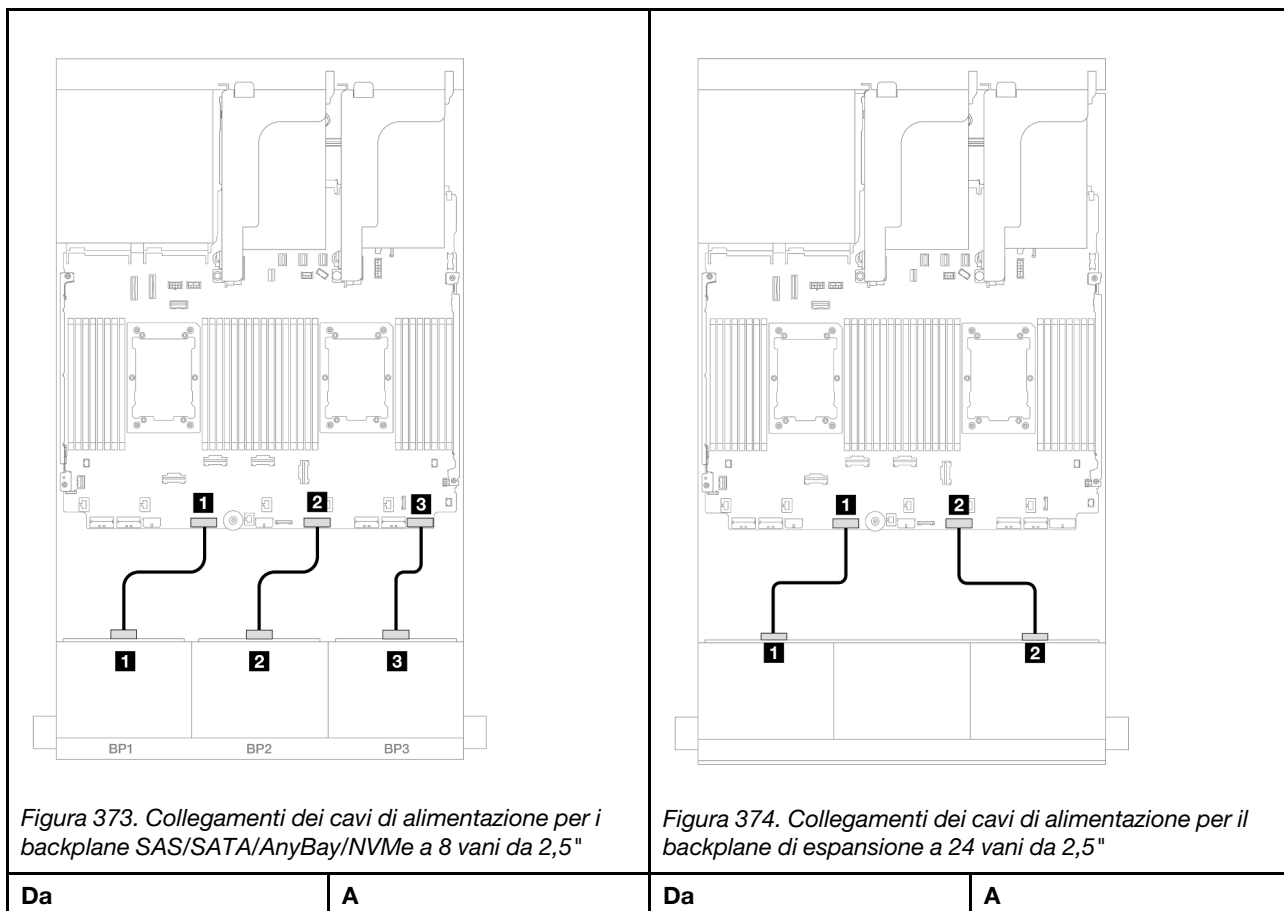 1
2
3
1
2
3
BP1
BP2
BP3
Figura 373. Collegamenti dei cavi di alimentazione per i
backplane SAS/SATA/AnyBay/NVMe a 8 vani da 2,5"
Da
A
1
2
1
2
Figura 374. Collegamenti dei cavi di alimentazione per il
backplane di espansione a 24 vani da 2,5"
Da
A